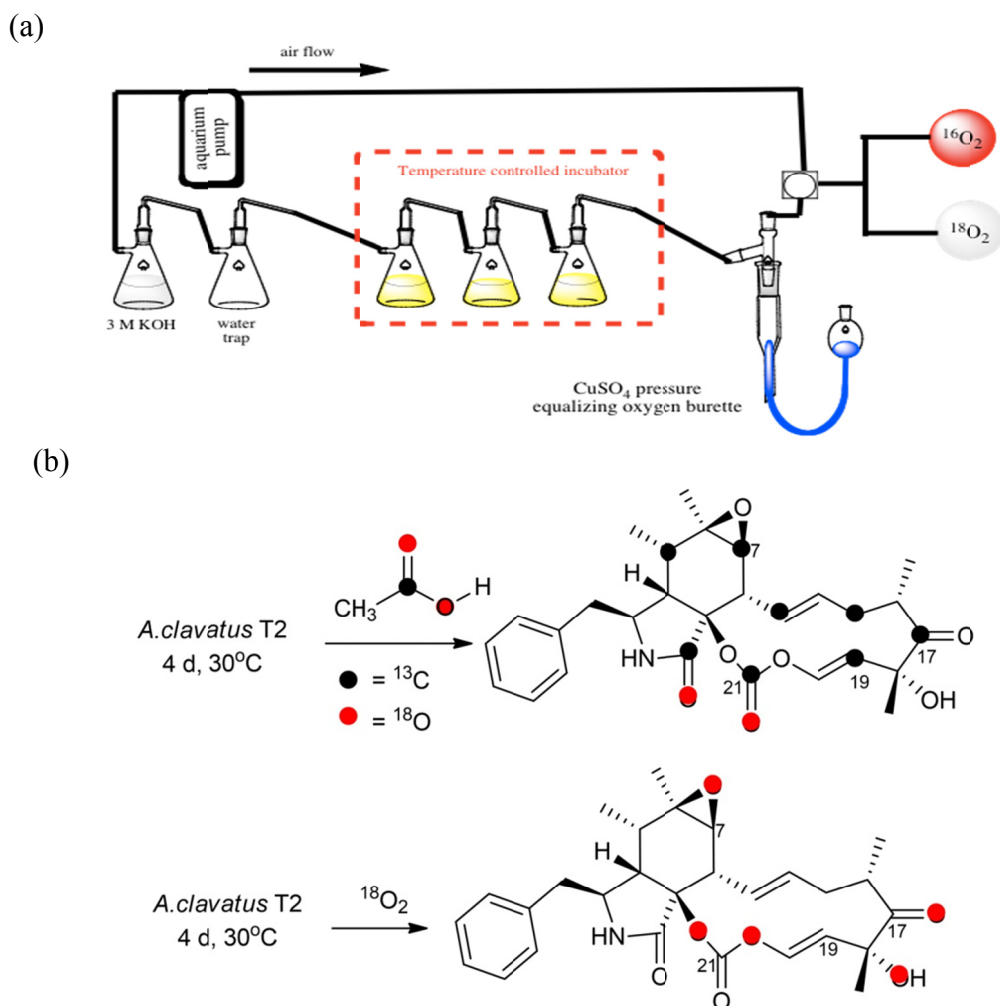 (a)
air flow
aquarium
pump
Temperature controlled incubator
¹⁶O₂
¹⁸O₂
3 M KOH
water
trap
CuSO₄ pressure
equalizing oxygen burette
(b)
A.clavatus T2
4 d, 30°C
O
H
CH₃
● = ¹³C
● = ¹⁸O
O
7
H
O
17
HN
O
O
21
19
OH
A.clavatus T2
4 d, 30°C
¹⁸O₂
7
H
17
HN
21
19
OH
O
O